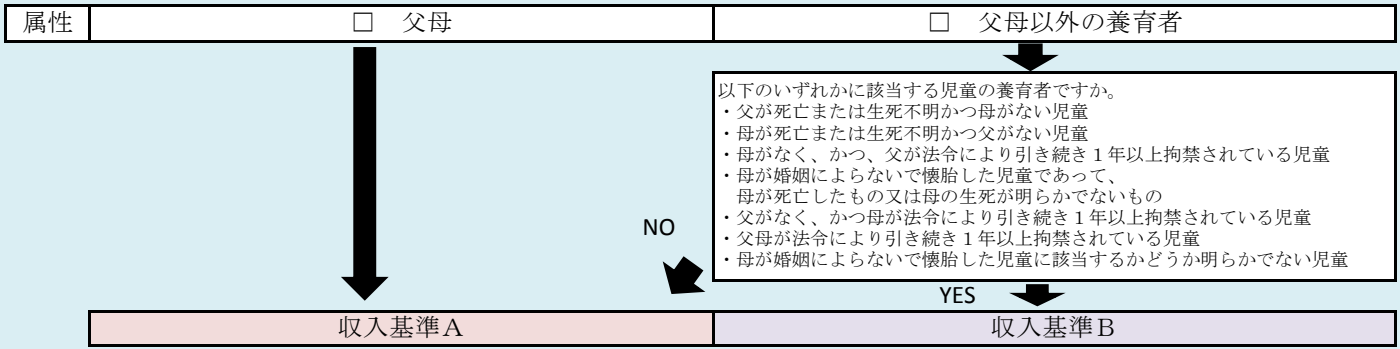 属性
□ 父母
□ 父母以外の養育者
以下のいずれかに該当する児童の養育者ですか。
・父が死亡または生死不明かつ母がない児童
・母が死亡または生死不明かつ父がない児童
・母がなく、かつ、父が法令により引き続き１年以上拘禁されている児童
・母が婚姻によらないで懐胎した児童であって、
母が死亡したもの又は母の生死が明らかでないもの
・父がなく、かつ母が法令により引き続き１年以上拘禁されている児童
・父母が法令により引き続き１年以上拘禁されている児童
・母が婚姻によらないで懐胎した児童に該当するかどうか明らかでない児童
NO
YES
収入基準Ａ
収入基準Ｂ